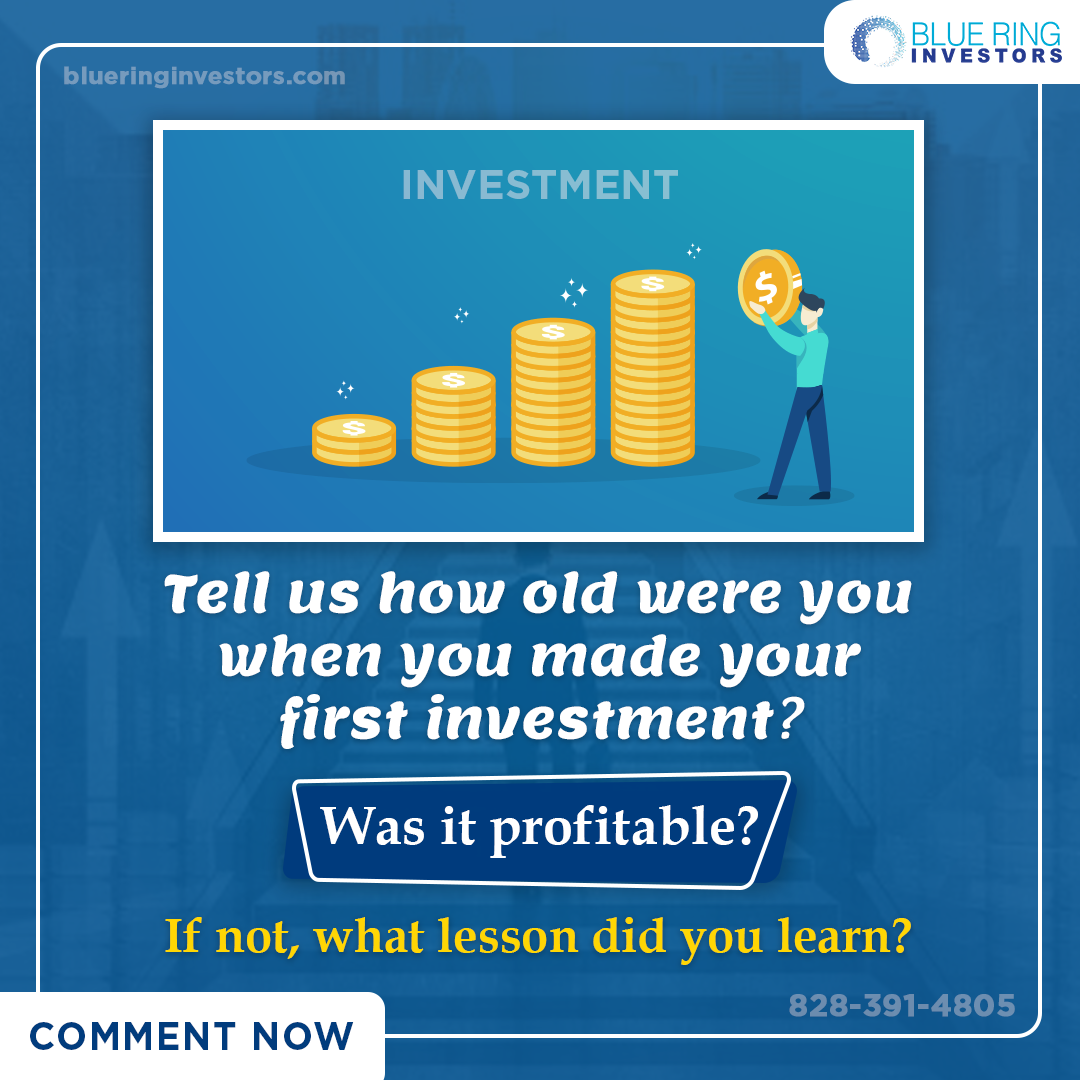 blueringinvestors.com
BLUE RING
INVESTORS
INVESTMENT
$
$
$
$
$
Tell us how old were you
when you made your
first investment?
Was it profitable?
If not, what lesson did you learn?
828-391-4805
COMMENT NOW